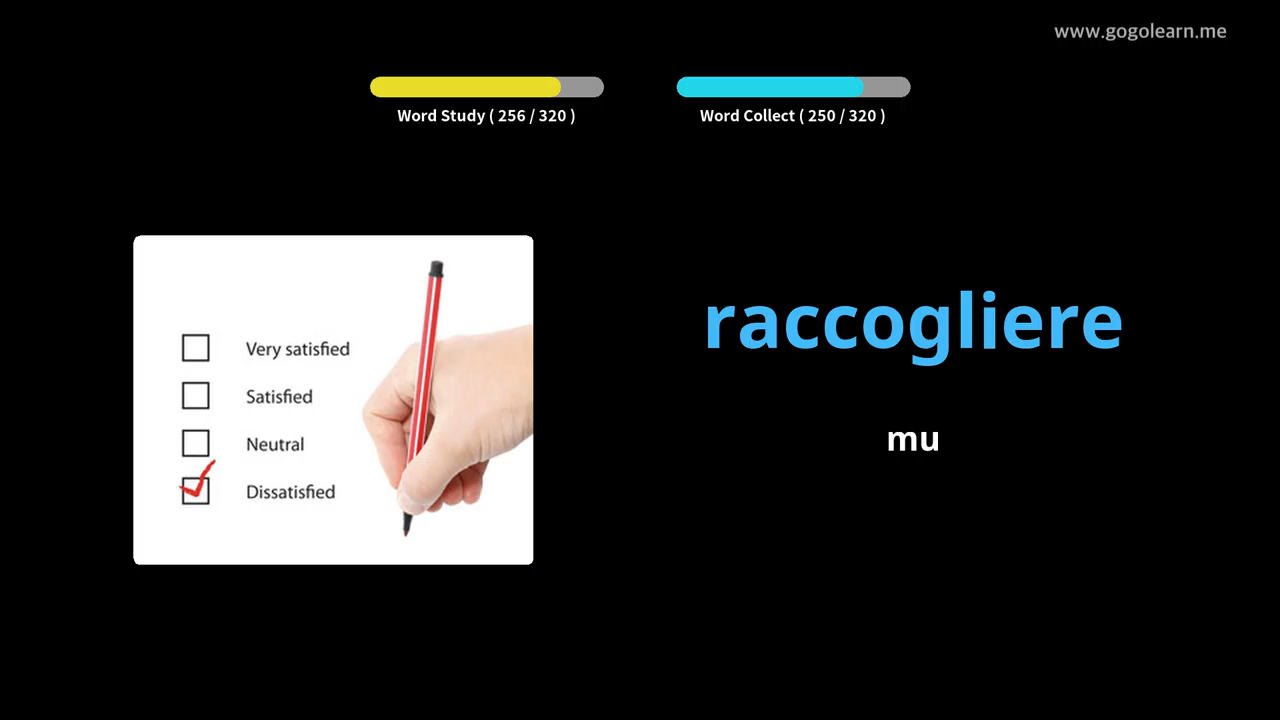 www.gogolearn.me
Word Study ( 256 / 320 )
Word Collect ( 250 / 320 )
Very satisfied
Satisfied
Neutral
Dissatisfied
raccogliere
mu